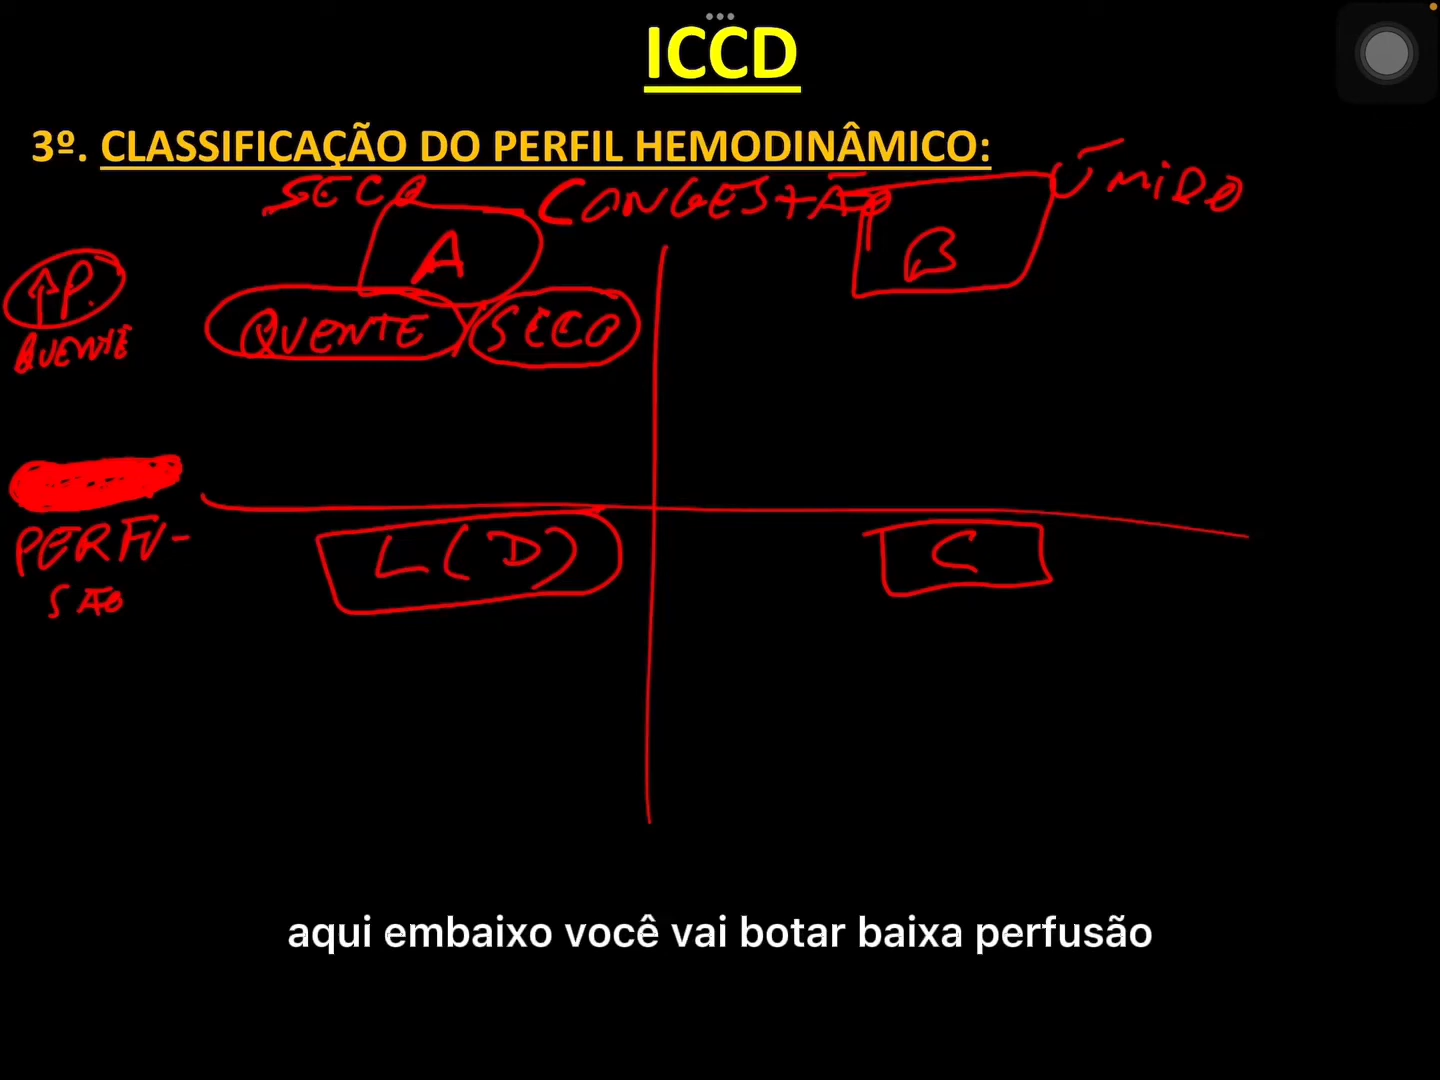 ICCD
3º. CLASSIFICAÇÃO DO PERFIL HEMODINÂMICO:
SECO CONGESTÃO ÚMIDO
A B
↑P.
QUENTE
QUENTE SECO
PERFU-
SÃO
L (D) C
aqui embaixo você vai botar baixa perfusão